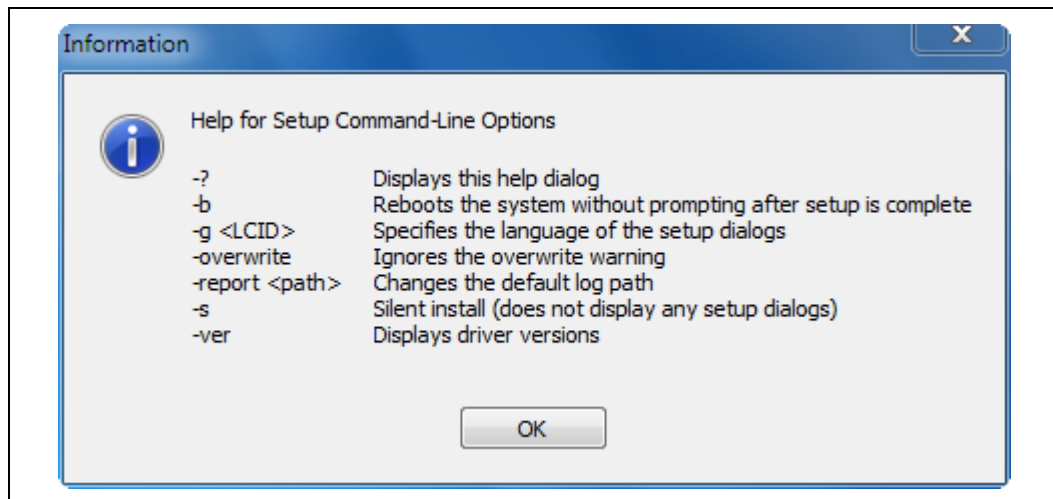 Information
Help for Setup Command-Line Options
-? Displays this help dialog
-b Reboots the system without prompting after setup is complete
-g <LCID> Specifies the language of the setup dialogs
-overwrite Ignores the overwrite warning
-report <path> Changes the default log path
-s Silent install (does not display any setup dialogs)
-ver Displays driver versions
OK